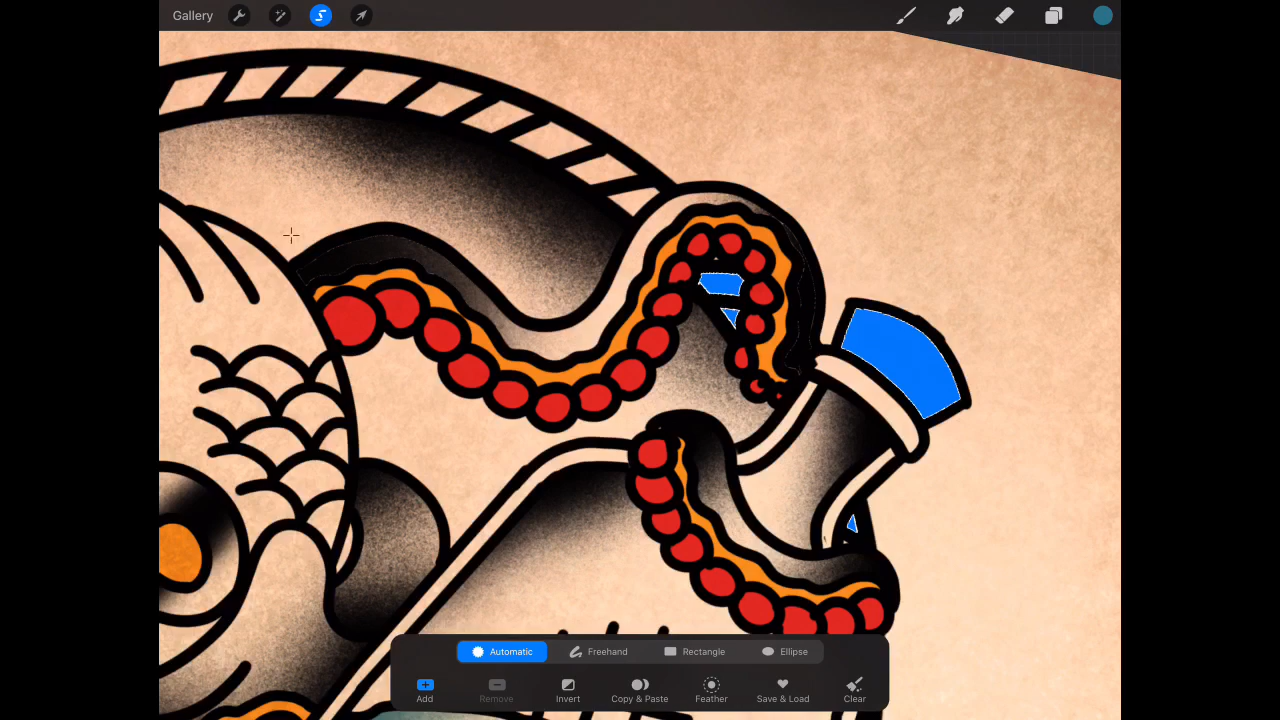 Gallery
Automatic Freehand Rectangle Ellipse
Add Remove Invert Copy & Paste Feather Save & Load Clear